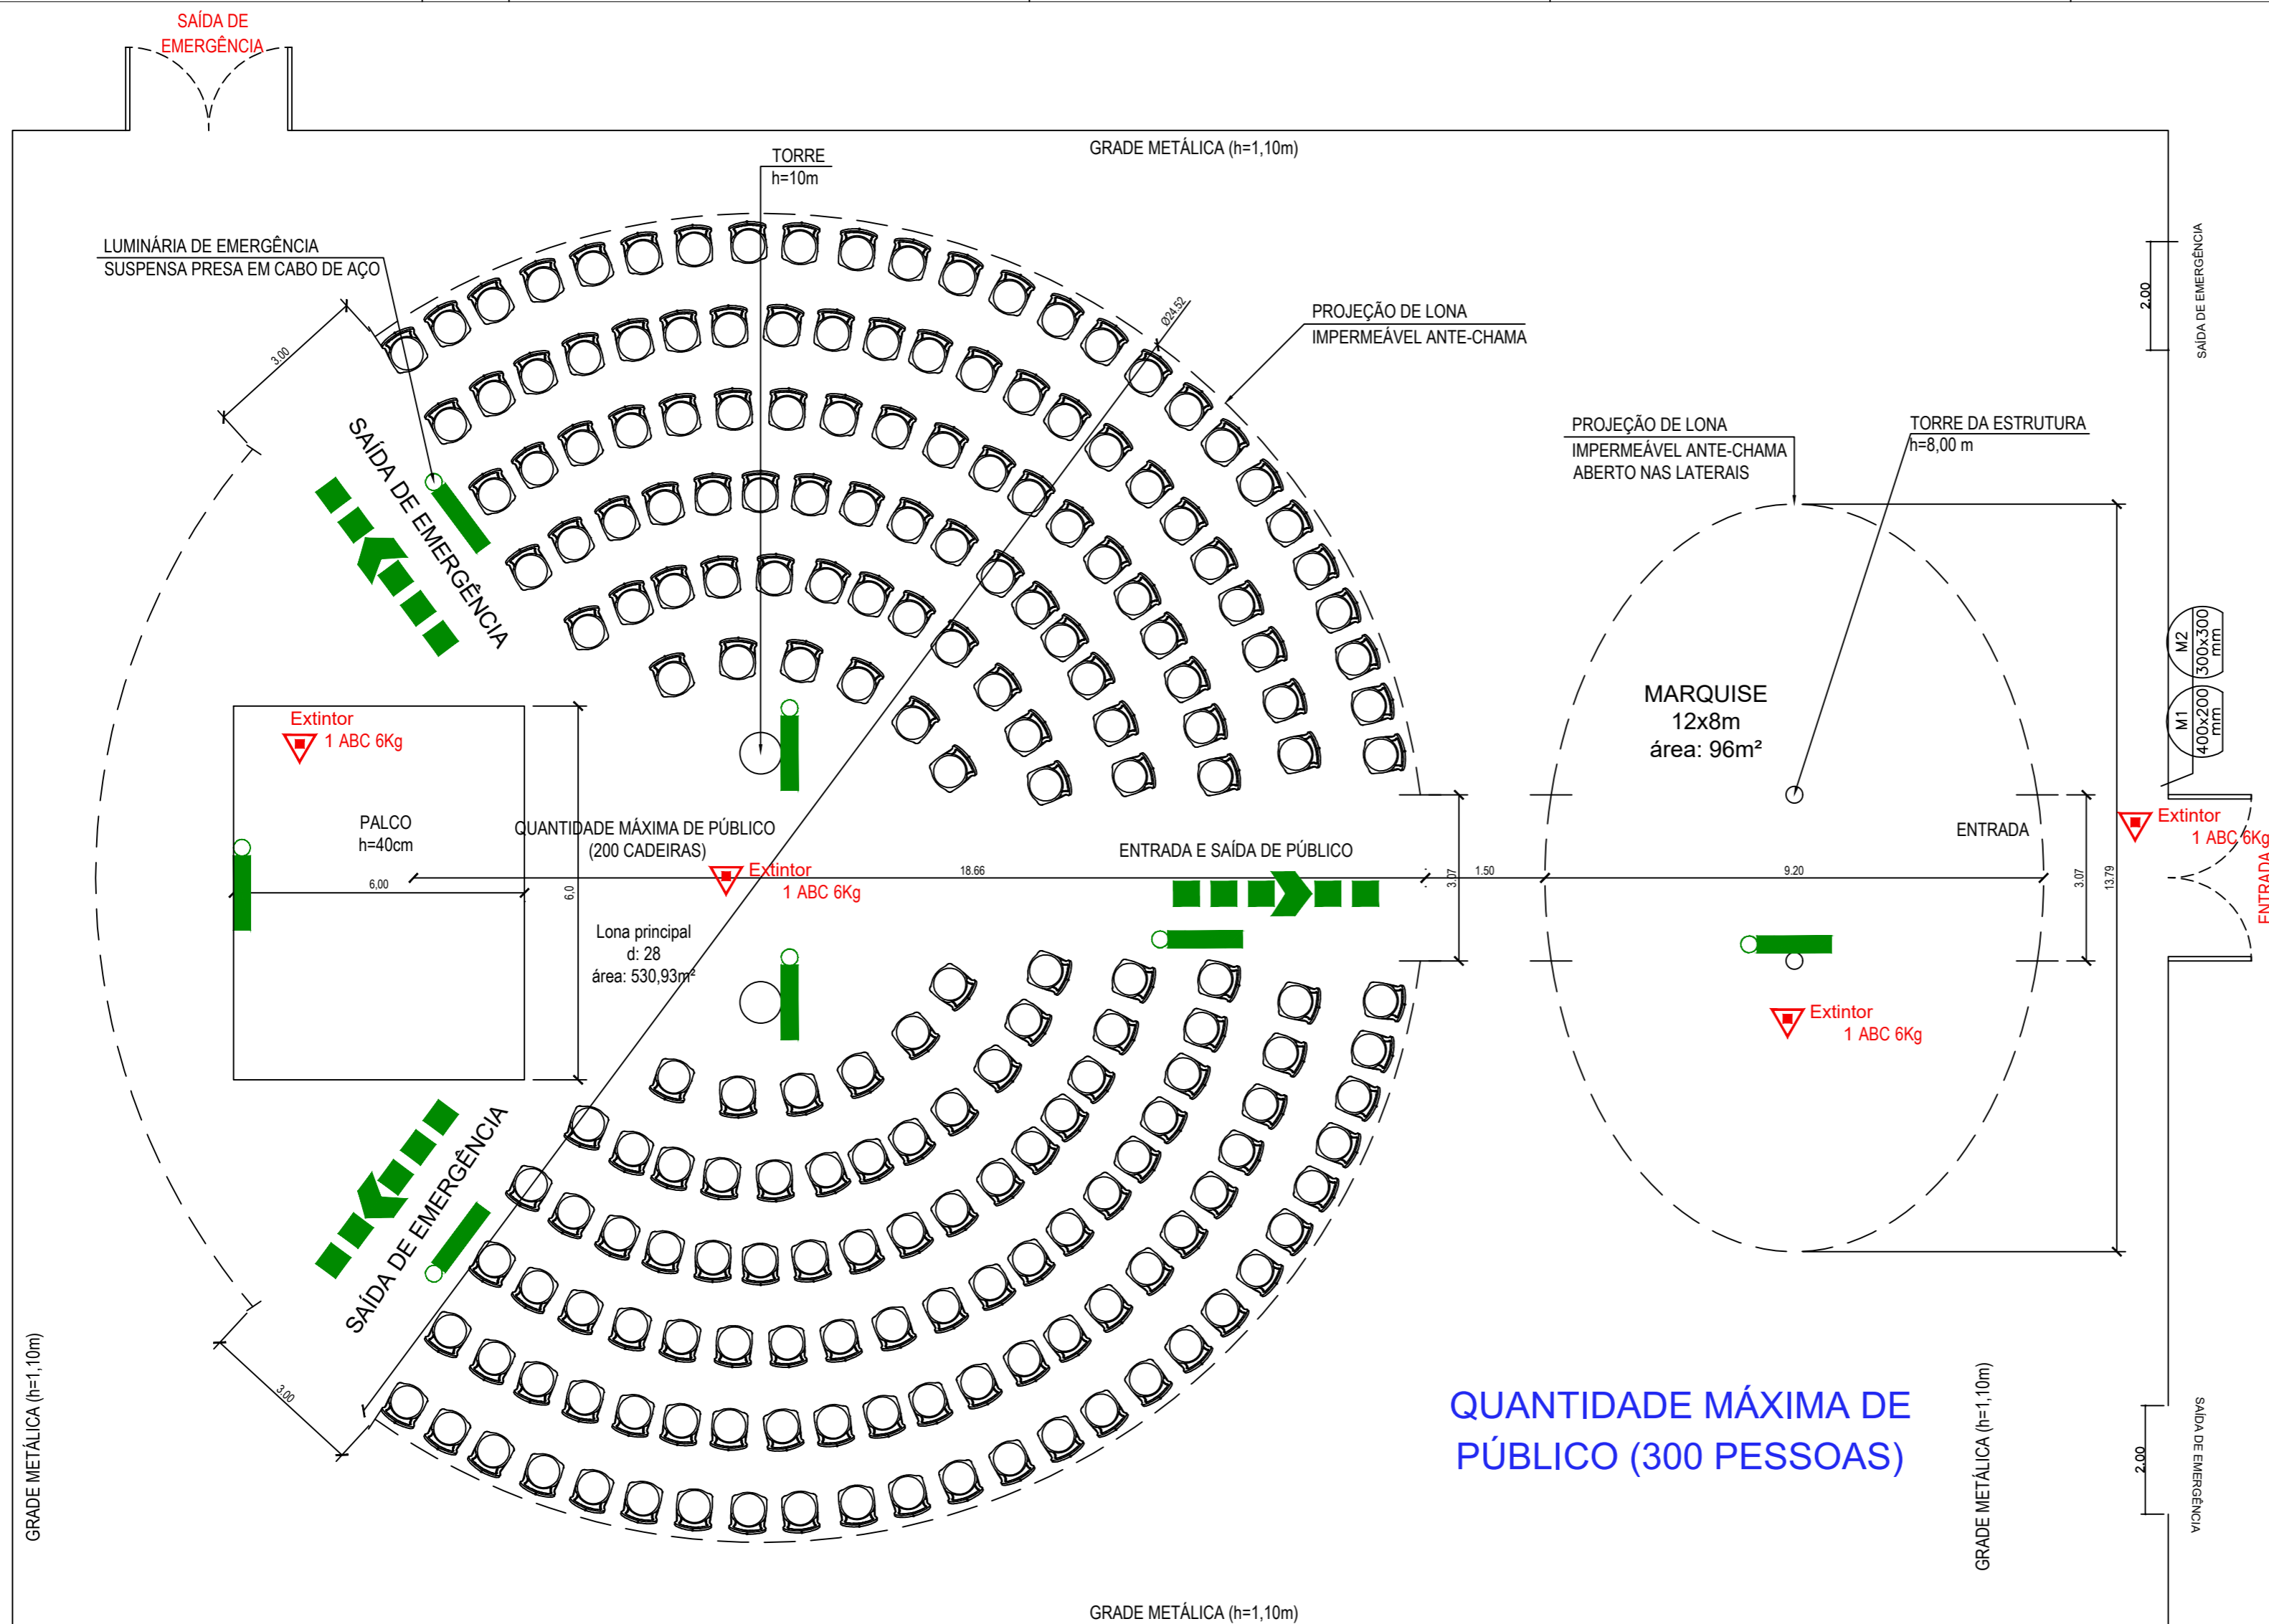 SAÍDA DE
EMERGÊNCIA
GRADE METÁLICA (h=1,10m)
TORRE
h=10m
LUMINÁRIA DE EMERGÊNCIA
SUSPENSA PRESA EM CABO DE AÇO
3.00
Ø24.52
PROJEÇÃO DE LONA
IMPERMEÁVEL ANTE-CHAMA
PROJEÇÃO DE LONA
IMPERMEÁVEL ANTE-CHAMA
ABERTO NAS LATERAIS
TORRE DA ESTRUTURA
h=8,00 m
2.00
SAÍDA DE EMERGÊNCIA
SAÍDA DE EMERGÊNCIA
M2
300x300
mm
M1
400x200
mm
MARQUISE
12x8m
área: 96m²
Extintor
1 ABC 6Kg
PALCO
h=40cm
6,00
6,0
QUANTIDADE MÁXIMA DE PÚBLICO
(200 CADEIRAS)
Extintor
1 ABC 6Kg
18.66
ENTRADA E SAÍDA DE PÚBLICO
3,07
1.50
9.20
ENTRADA
3,07
13.79
Extintor
1 ABC 6Kg
ENTRADA
Lona principal
d: 28
área: 530,93m²
Extintor
1 ABC 6Kg
SAÍDA DE EMERGÊNCIA
3.00
QUANTIDADE MÁXIMA DE
PÚBLICO (300 PESSOAS)
GRADE METÁLICA (h=1,10m)
GRADE METÁLICA (h=1,10m)
2.00
SAÍDA DE EMERGÊNCIA
GRADE METÁLICA (h=1,10m)